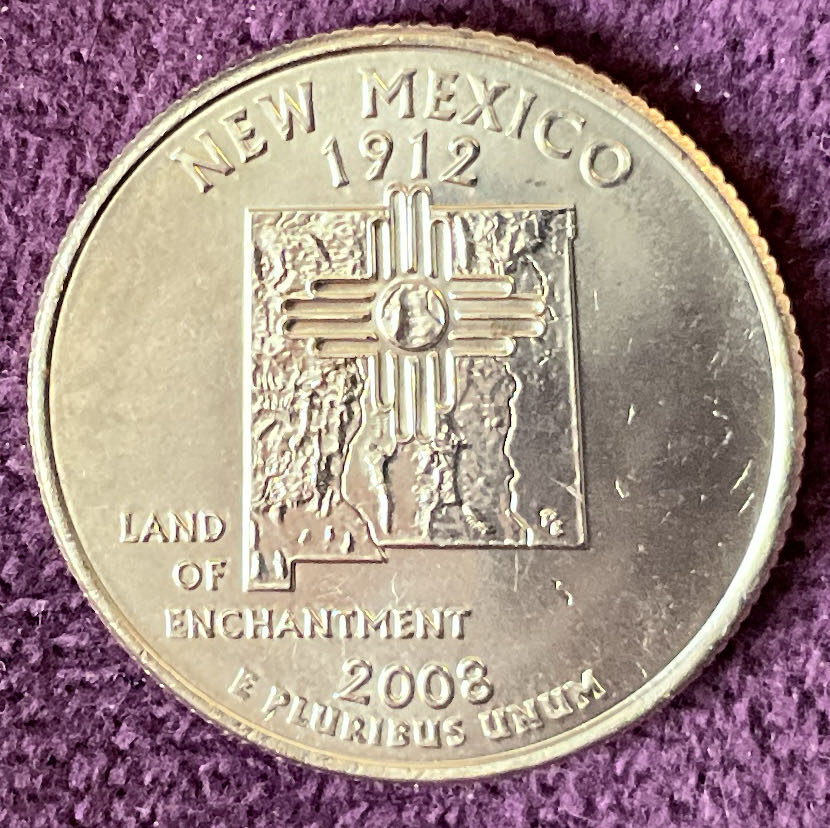 NEW MEXICO
1912
LAND
OF
ENCHANTMENT
2008
E PLURIBUS UNUM